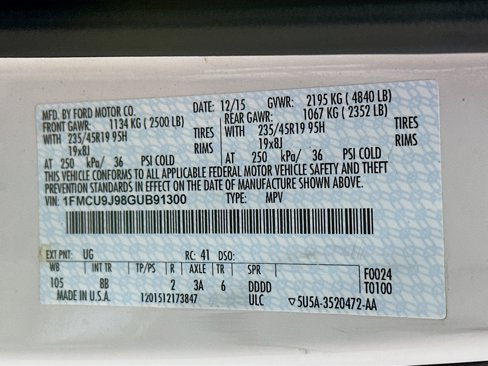 MFD. BY FORD MOTOR CO. DATE: 12/15 GVWR: 2195 KG ( 4840 LB)
FRONT GAWR: 1134 KG ( 2500 LB) REAR GAWR: 1067 KG ( 2352 LB)
WITH 235/45R19 95H TIRES WITH 235/45R19 95H TIRES
19x8J RIMS 19x8J RIMS
AT 250 kPa/ 36 PSI COLD AT 250 kPa/ 36 PSI COLD
THIS VEHICLE CONFORMS TO ALL APPLICABLE FEDERAL MOTOR VEHICLE SAFETY AND THEFT
PREVENTION STANDARDS IN EFFECT ON THE DATE OF MANUFACTURE SHOWN ABOVE.
VIN: 1FMCU9J98GUB91300 TYPE: MPV
EXT PNT: UG RC: 41 DSO:
WB INT TR TP/PS R AXLE TR SPR F0024
105 8B 2 3A 6 DDDD T0100
MADE IN U.S.A. 1201512173847 ULC ▽5U5A-3520472-AA